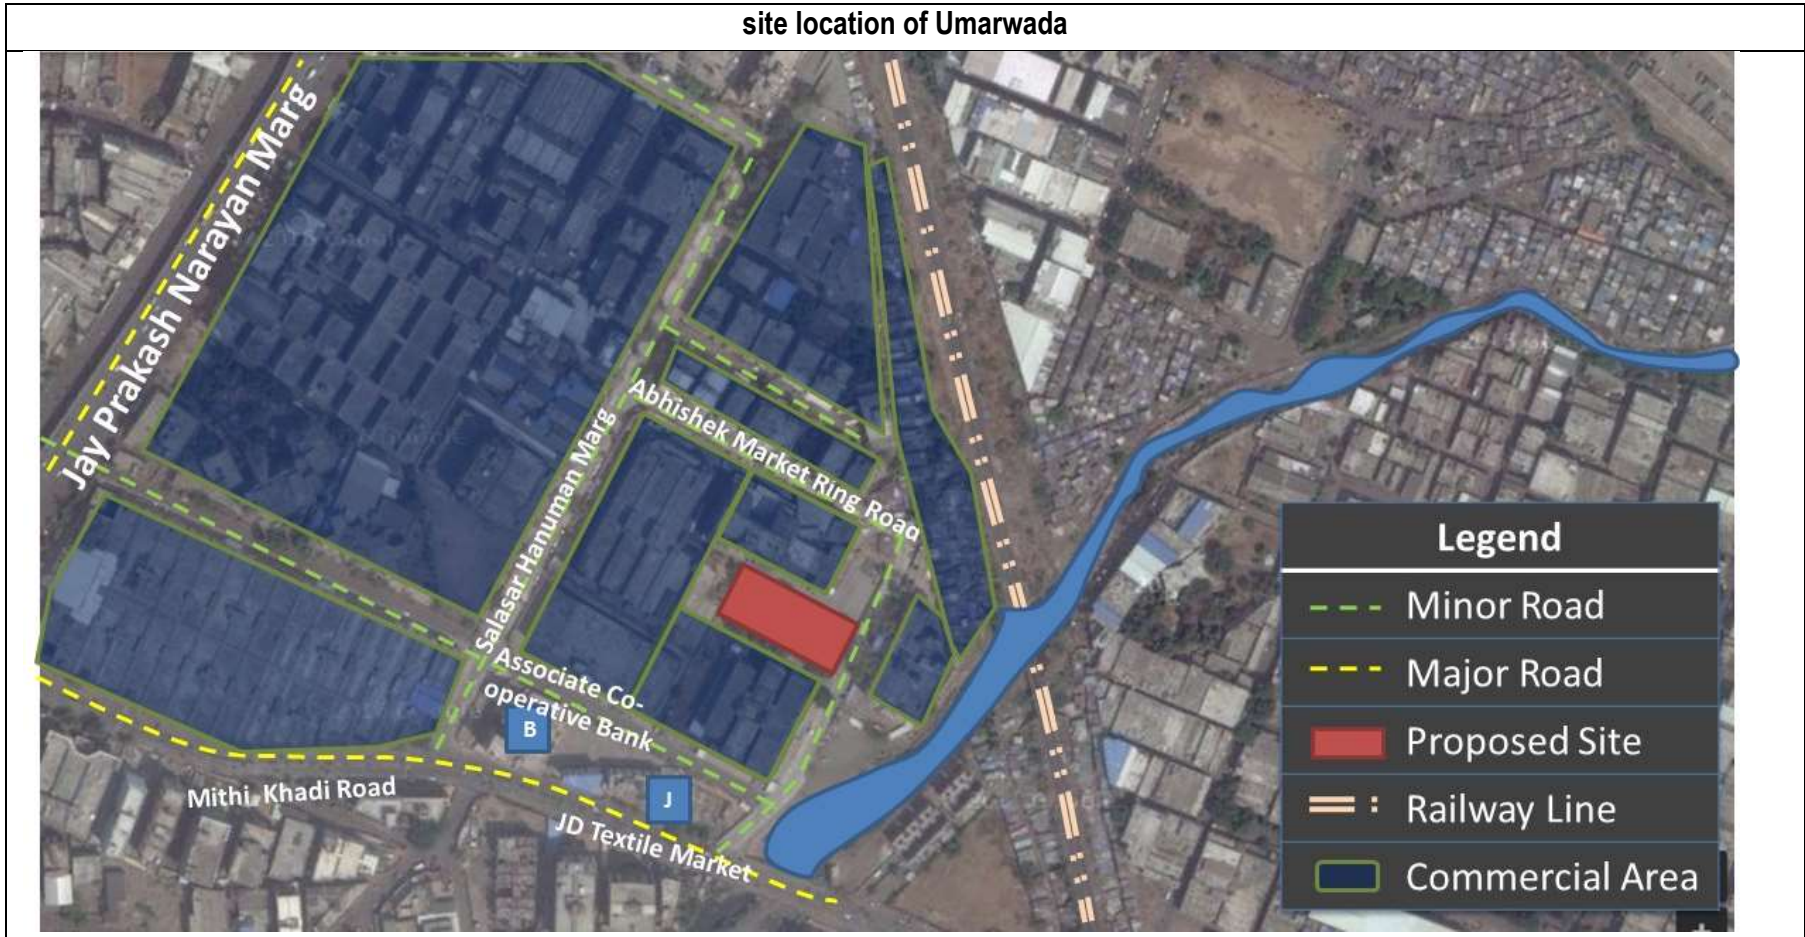 site location of Umarwada
Jay Prakash Narayan Marg
Abhishek Market Ring Road
Salasar Hanuman Marg
Associate Co-
operative Bank
B
J
Mithi Khadi Road
JD Textile Market
Legend
Minor Road
Major Road
Proposed Site
Railway Line
Commercial Area